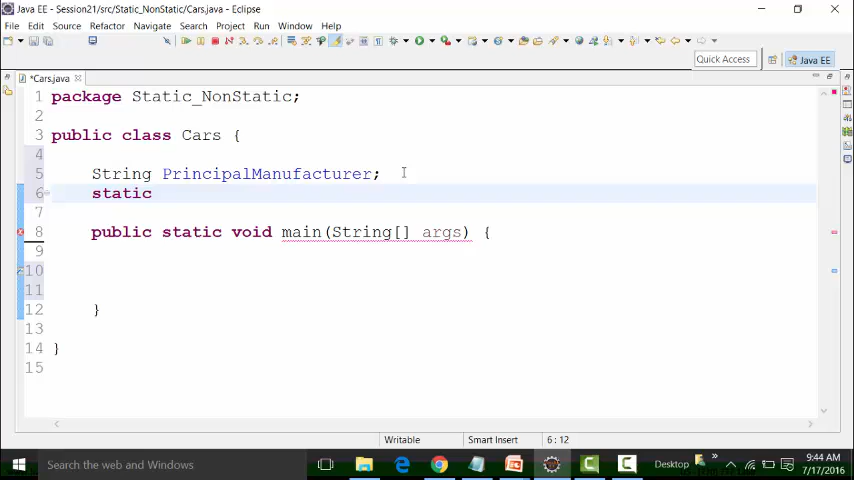 Java EE - Session21/src/Static_NonStatic/Cars.java - Eclipse
File Edit Source Refactor Navigate Search Project Run Window Help
Quick Access
Java EE
*Cars.java
1 package Static_NonStatic;
2
3 public class Cars {
4
5 String PrincipalManufacturer;
6 static
7
8 public static void main(String[] args) {
9
10
11
12 }
13
14 }
15
Writable Smart Insert 6 : 12
Search the web and Windows
Desktop
9:44 AM
7/17/2016